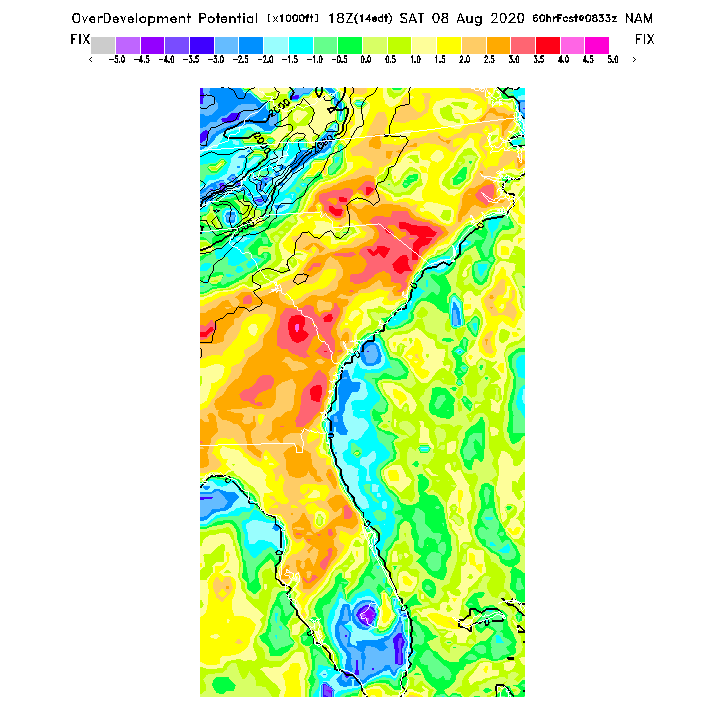 OverDevelopment Potential [x1000ft] 18Z(14edt) SAT 08 Aug 2020 60hrFcst@0833z NAM
FIX FIX
< -5.0 -4.5 -4.0 -3.5 -3.0 -2.5 -2.0 -1.5 -1.0 -0.5 0.0 0.5 1.0 1.5 2.0 2.5 3.0 3.5 4.0 4.5 5.0 >
2000
2000